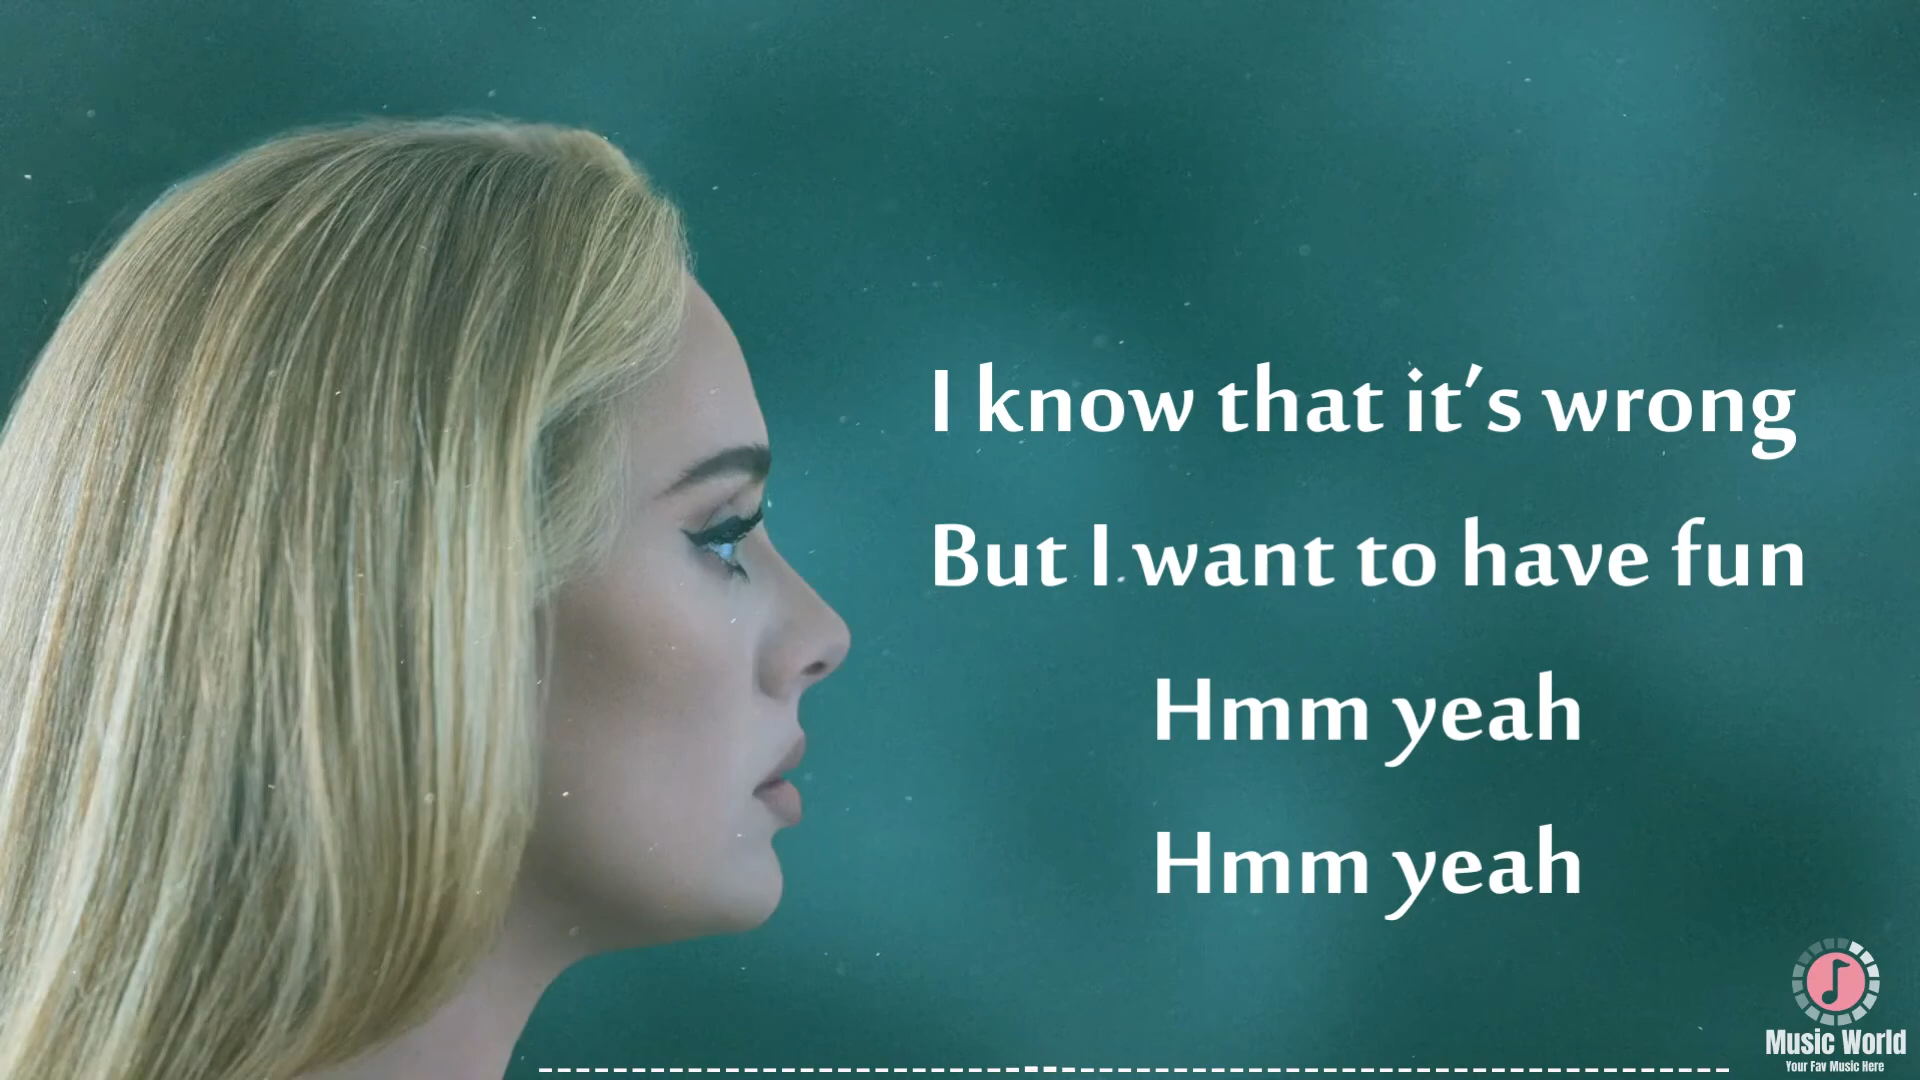 I know that it's wrong
But I want to have fun
Hmm yeah
Hmm yeah
Music World
Your Fav Music Here